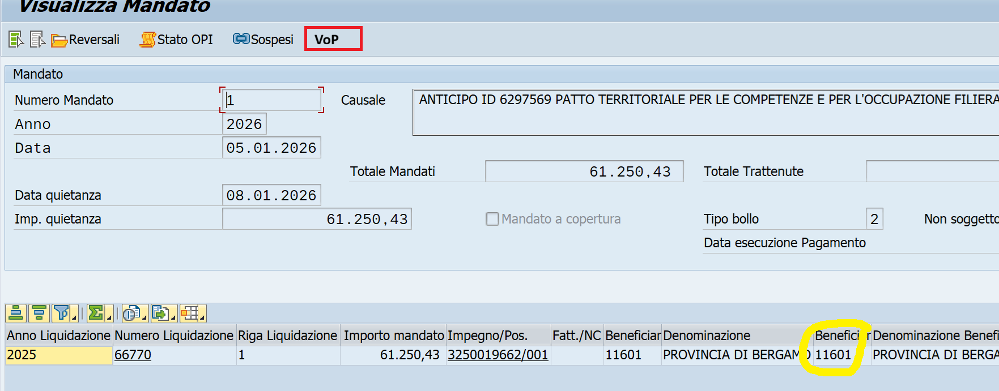 Visualizza Mandato
Reversali Stato OPI Sospesi VoP
Mandato
Numero Mandato 1 Causale ANTICIPO ID 6297569 PATTO TERRITORIALE PER LE COMPETENZE E PER L'OCCUPAZIONE FILIERA
Anno 2026
Data 05.01.2026
Totale Mandati 61.250,43 Totale Trattenute
Data quietanza 08.01.2026
Imp. quietanza 61.250,43 Mandato a copertura Tipo bollo 2 Non soggetto
Data esecuzione Pagamento
Anno Liquidazione Numero Liquidazione Riga Liquidazione Importo mandato Impegno/Pos. Fatt./NC Beneficiar Denominazione Beneficiar Denominazione Benefi
2025 66770 1 61.250,43 3250019662/001 11601 PROVINCIA DI BERGAMO 11601 PROVINCIA DI BERGA